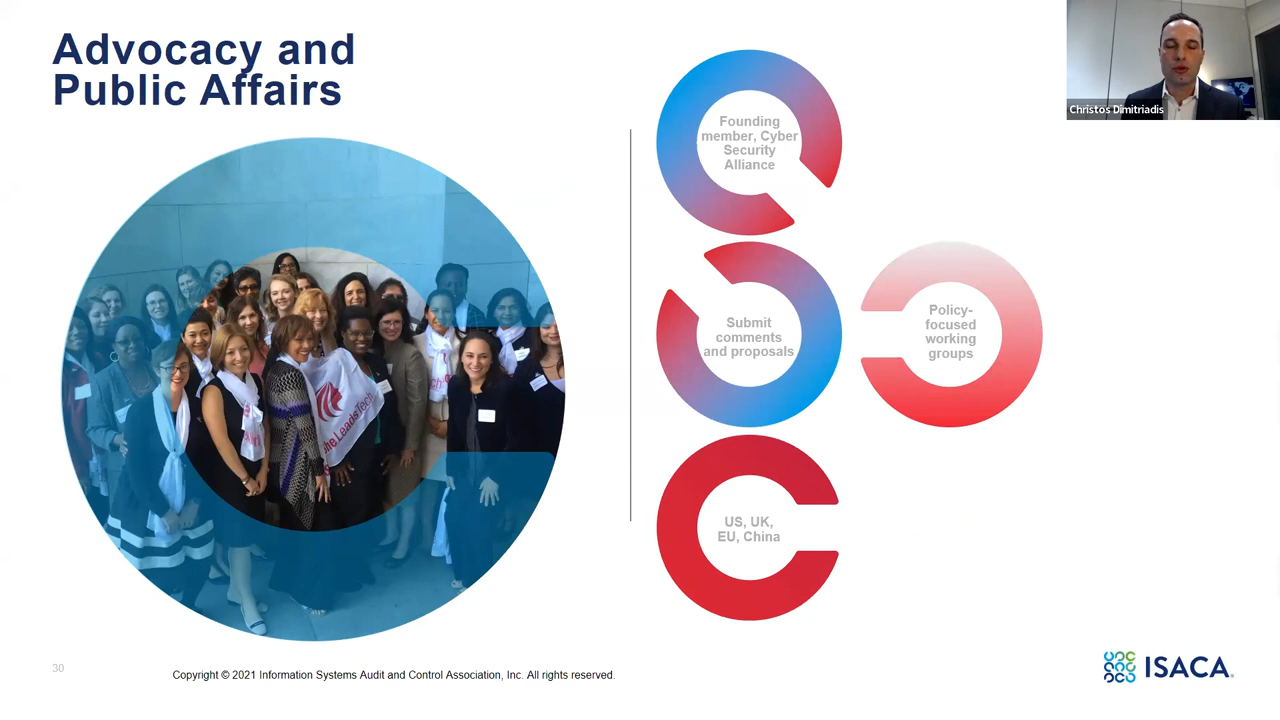 Advocacy and
Public Affairs
Christos Dimitriadis
Founding
member, Cyber
Security
Alliance
Submit
comments
and proposals
Policy-
focused
working
groups
US, UK,
EU, China
SheLeadsTech
30
Copyright © 2021 Information Systems Audit and Control Association, Inc. All rights reserved.
ISACA.